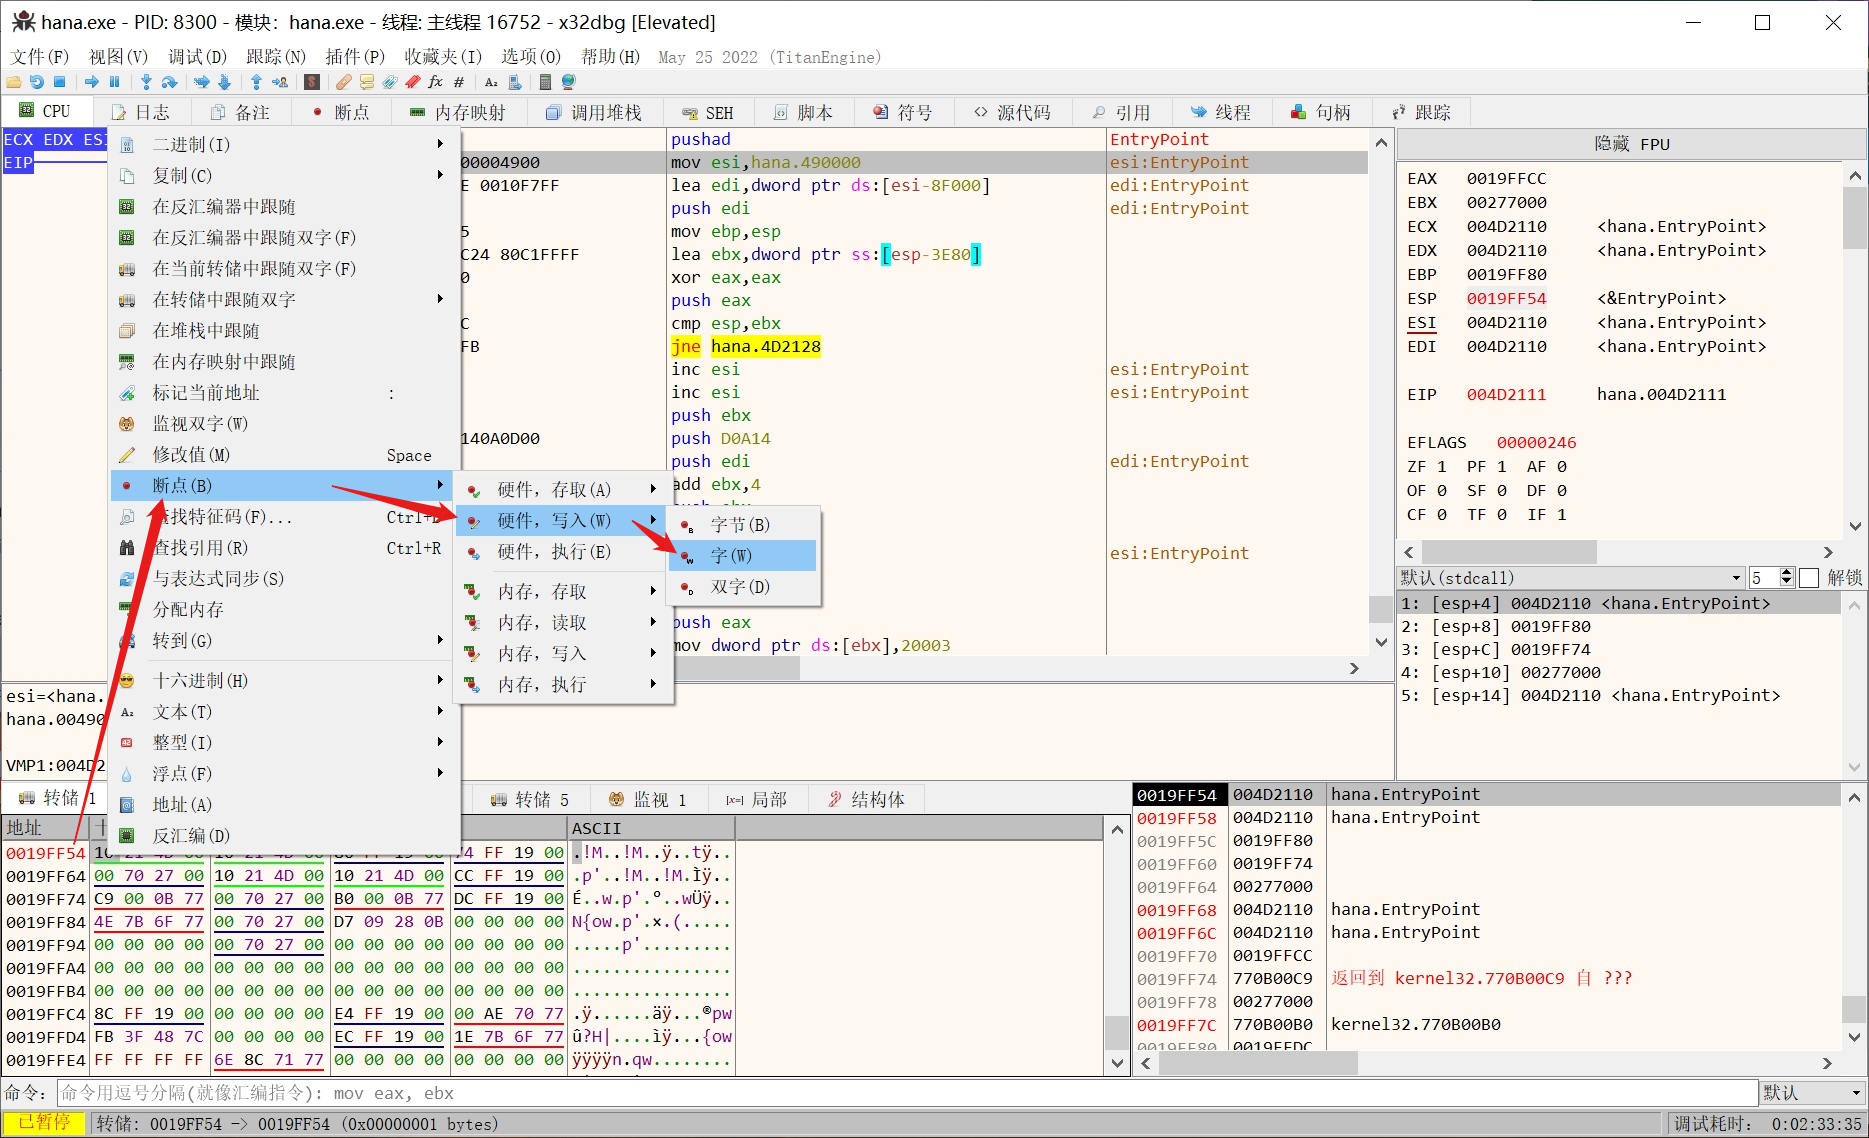 hana.exe - PID: 8300 - 模块: hana.exe - 线程: 主线程 16752 - x32dbg [Elevated]
文件(F) 视图(V) 调试(D) 跟踪(N) 插件(P) 收藏夹(I) 选项(O) 帮助(H) May 25 2022 (TitanEngine)
CPU 日志 备注 断点 内存映射 调用堆栈 SEH 脚本 符号 源代码 引用 线程 句柄 跟踪
ECX EDX ESI
EIP
二进制(I)
复制(C)
在反汇编器中跟随
在反汇编器中跟随双字(F)
在当前转储中跟随双字(F)
在转储中跟随双字
在堆栈中跟随
在内存映射中跟随
标记当前地址 :
监视双字(W)
修改值(M) Space
断点(B)
查找特征码(F)...
查找引用(R) Ctrl+R
与表达式同步(S)
分配内存
转到(G)
十六进制(H)
文本(T)
整型(I)
浮点(F)
地址(A)
反汇编(D)
硬件, 存取(A)
硬件, 写入(W)
硬件, 执行(E)
内存, 存取
内存, 读取
内存, 写入
内存, 执行
字节(B)
字(W)
双字(D)
pushad EntryPoint
00004900 mov esi,hana.490000 esi:EntryPoint
E 0010F7FF lea edi,dword ptr ds:[esi-8F000] edi:EntryPoint
push edi edi:EntryPoint
5 mov ebp,esp
C24 80C1FFFF lea ebx,dword ptr ss:[esp-3E80]
0 xor eax,eax
push eax
C cmp esp,ebx
FB jne hana.4D2128
inc esi esi:EntryPoint
inc esi esi:EntryPoint
push ebx
140A0D00 push D0A14
push edi edi:EntryPoint
add ebx,4
esi:EntryPoint
push eax
mov dword ptr ds:[ebx],20003
esi=<hana.
hana.00490
VMP1:004D2
隐藏 FPU
EAX 0019FFCC
EBX 00277000
ECX 004D2110 <hana.EntryPoint>
EDX 004D2110 <hana.EntryPoint>
EBP 0019FF80
ESP 0019FF54 <&EntryPoint>
ESI 004D2110 <hana.EntryPoint>
EDI 004D2110 <hana.EntryPoint>
EIP 004D2111 hana.004D2111
EFLAGS 00000246
ZF 1 PF 1 AF 0
OF 0 SF 0 DF 0
CF 0 TF 0 IF 1
默认(stdcall) 5 解锁
1: [esp+4] 004D2110 <hana.EntryPoint>
2: [esp+8] 0019FF80
3: [esp+C] 0019FF74
4: [esp+10] 00277000
5: [esp+14] 004D2110 <hana.EntryPoint>
转储 1 转储 5 监视 1 局部 结构体
地址 十 ASCII
0019FF54 10 21 4D 00 10 21 4D 00 80 FF 19 00 74 FF 19 00 .!M..!M..ÿ..tÿ..
0019FF64 00 70 27 00 10 21 4D 00 10 21 4D 00 CC FF 19 00 .p'..!M..!M.Ìÿ..
0019FF74 C9 00 0B 77 00 70 27 00 B0 00 0B 77 DC FF 19 00 É..w.p'.°..wÜÿ..
0019FF84 4E 7B 6F 77 00 70 27 00 D7 09 28 0B 00 00 00 00 N{ow.p'.×.(.....
0019FF94 00 00 00 00 00 70 27 00 00 00 00 00 00 00 00 00 .....p'.........
0019FFA4 00 00 00 00 00 00 00 00 00 00 00 00 00 00 00 00 ................
0019FFB4 00 00 00 00 00 00 00 00 00 00 00 00 00 00 00 00 ................
0019FFC4 8C FF 19 00 00 00 00 00 E4 FF 19 00 00 AE 70 77 .ÿ......äÿ...®pw
0019FFD4 FB 3F 48 7C 00 00 00 00 EC FF 19 00 1E 7B 6F 77 û?H|....ìÿ...{ow
0019FFE4 FF FF FF FF 6E 8C 71 77 00 00 00 00 00 00 00 00 ÿÿÿÿn.qw........
0019FF54 004D2110 hana.EntryPoint
0019FF58 004D2110 hana.EntryPoint
0019FF5C 0019FF80
0019FF60 0019FF74
0019FF64 00277000
0019FF68 004D2110 hana.EntryPoint
0019FF6C 004D2110 hana.EntryPoint
0019FF70 0019FFCC
0019FF74 770B00C9 返回到 kernel32.770B00C9 自 ???
0019FF78 00277000
0019FF7C 770B00B0 kernel32.770B00B0
0019FF80 0019FFDC
命令: 命令用逗号分隔(就像汇编指令): mov eax, ebx 默认
已暂停 转储: 0019FF54 -> 0019FF54 (0x00000001 bytes) 调试耗时: 0:02:33:35